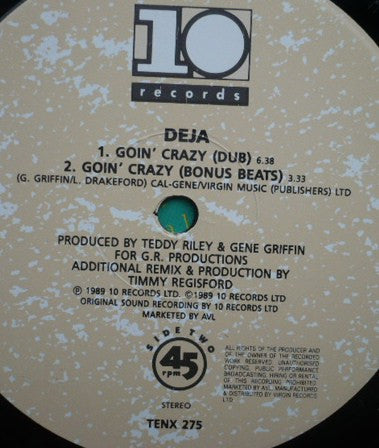 10
records
DEJA
1. GOIN' CRAZY (DUB) 6.38
2. GOIN' CRAZY (BONUS BEATS) 3.33
(G. GRIFFIN/L. DRAKEFORD) CAL-GENE/VIRGIN MUSIC (PUBLISHERS) LTD
PRODUCED BY TEDDY RILEY & GENE GRIFFIN
FOR G.R. PRODUCTIONS
ADDITIONAL REMIX & PRODUCTION BY
TIMMY REGISFORD
℗ 1989 10 RECORDS LTD. © 1989 10 RECORDS LTD
ORIGINAL SOUND RECORDING BY 10 RECORDS LTD
MARKETED BY AVL
SIDE TWO
45
rpm
STEREO
TENX 275
ALL RIGHTS OF THE PRODUCER AND
OF THE OWNER OF THE RECORDED
WORK RESERVED. UNAUTHORISED
COPYING, PUBLIC PERFORMANCE
BROADCASTING, HIRING OR RENTAL
OF THIS RECORDING PROHIBITED
MARKETED BY AVL. MANUFACTURED
& DISTRIBUTED BY VIRGIN RECORDS
LTD